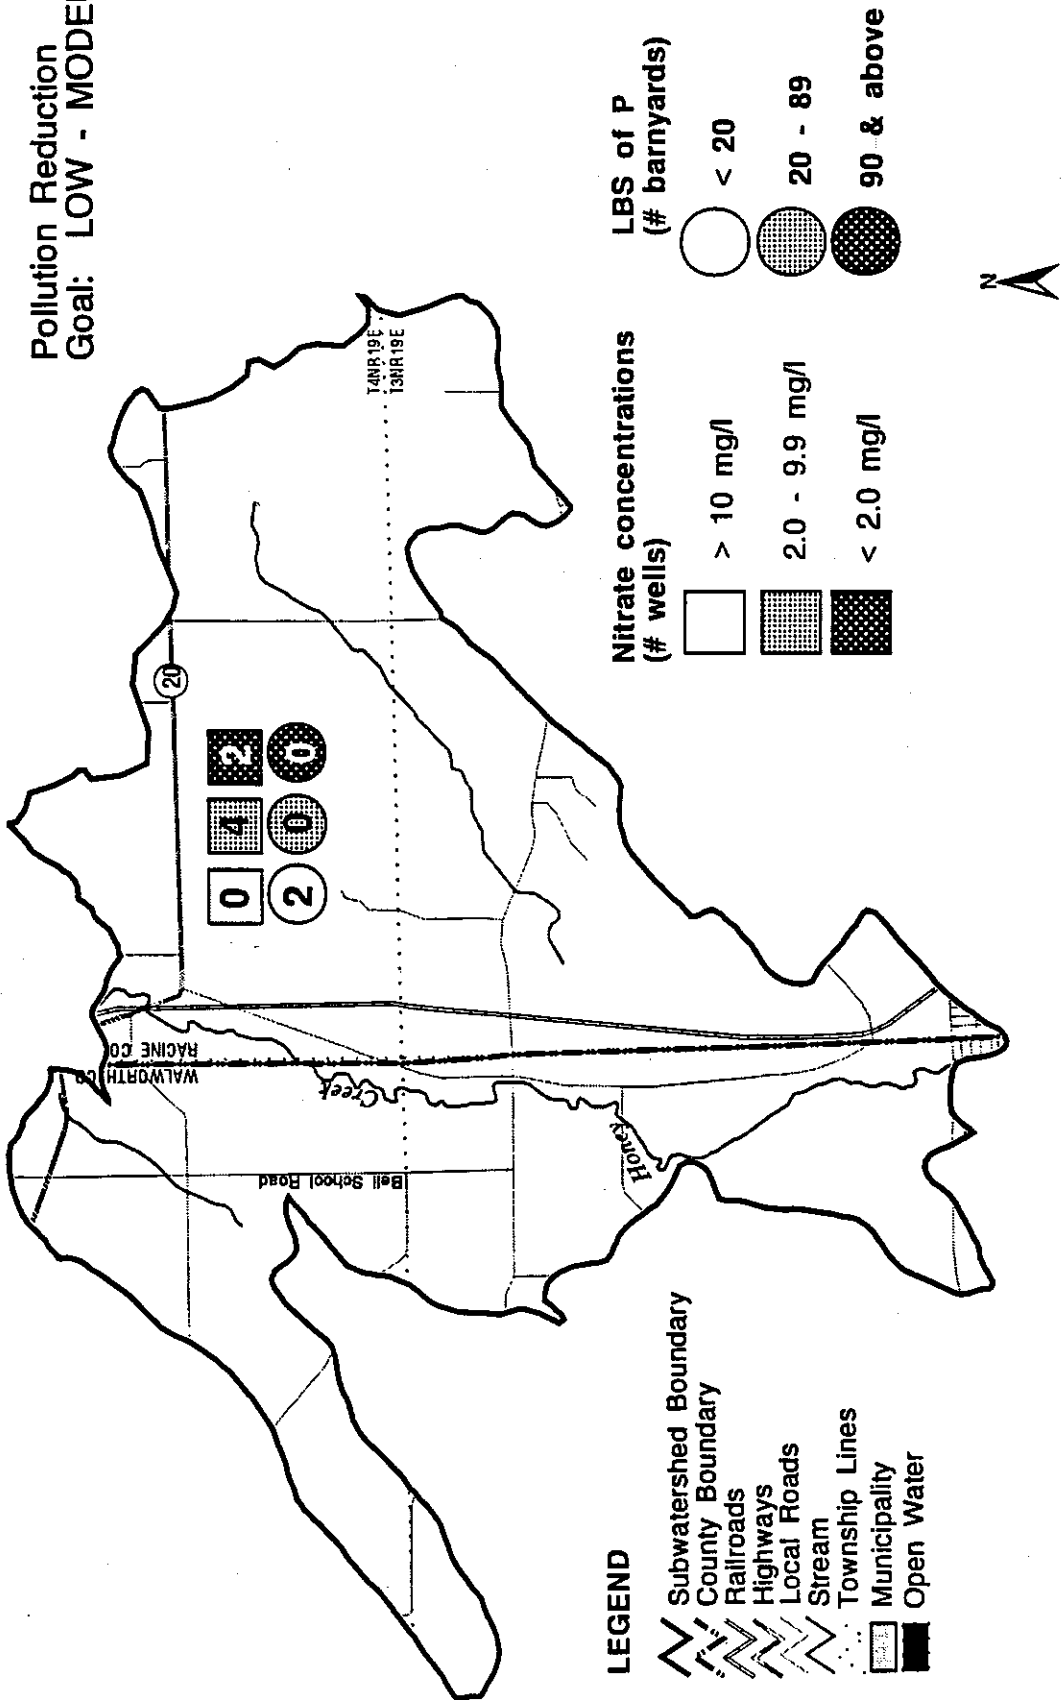 Pollution Reduction
Goal: LOW - MODE
20
0 4 2
2 0 0
T4NR19E
T3NR19E
WALWORTH CO
RACINE CO
Creek
Honey
Bell School Road
LEGEND
Subwatershed Boundary
County Boundary
Railroads
Highways
Local Roads
Stream
Township Lines
Municipality
Open Water
Nitrate concentrations
(# wells)
> 10 mg/l
2.0 - 9.9 mg/l
< 2.0 mg/l
LBS of P
(# barnyards)
< 20
20 - 89
90 & above
N